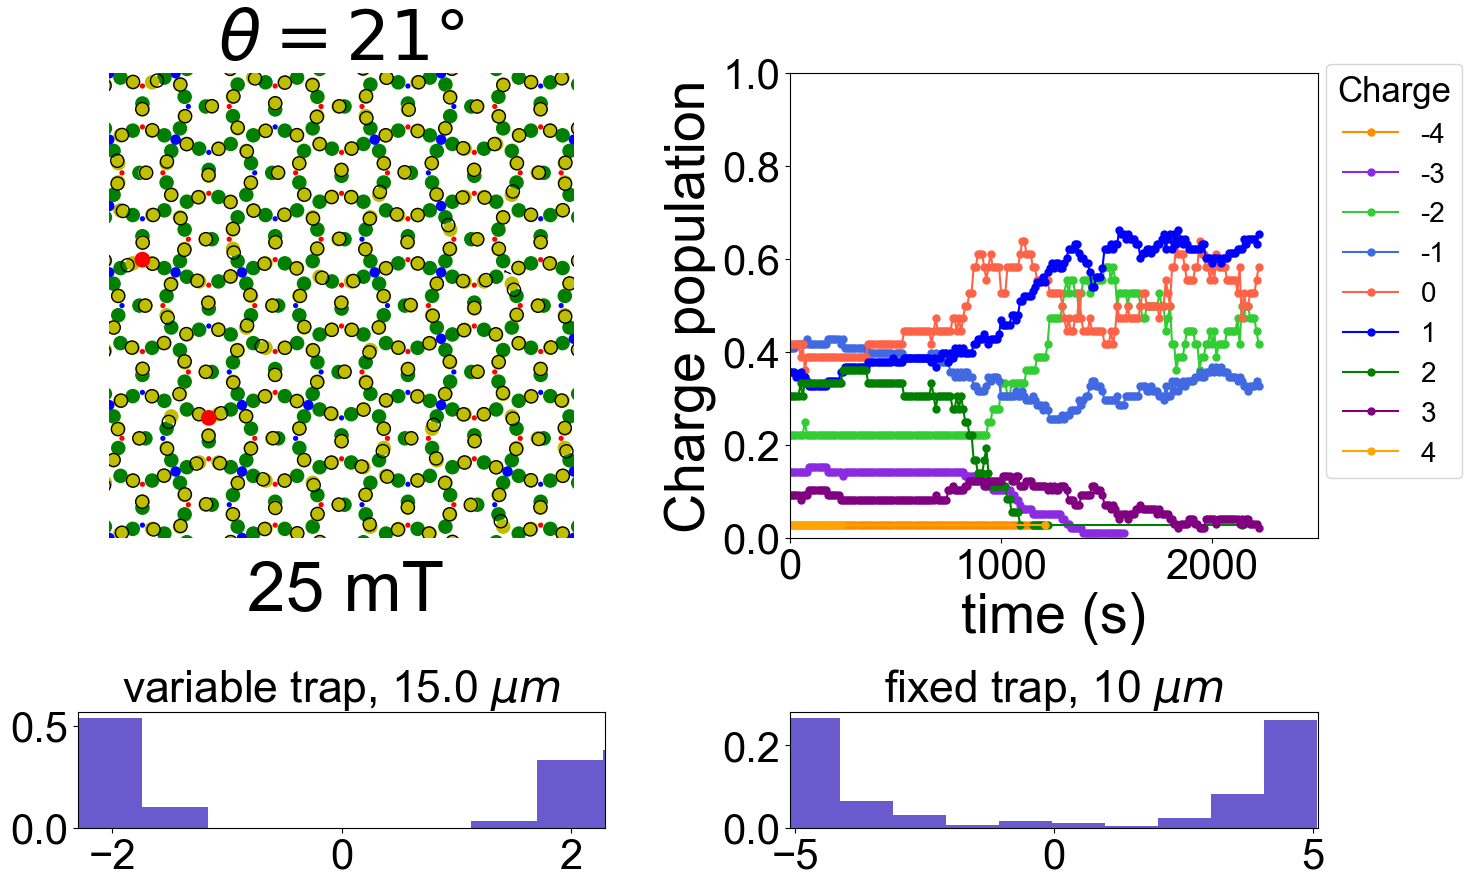 θ = 21°
25 mT
Charge population
1.0
0.8
0.6
0.4
0.2
0.0
0 1000 2000
time (s)
Charge
-4
-3
-2
-1
0
1
2
3
4
variable trap, 15.0 μm
0.5
0.0
−2 0 2
fixed trap, 10 μm
0.2
0.0
−5 0 5